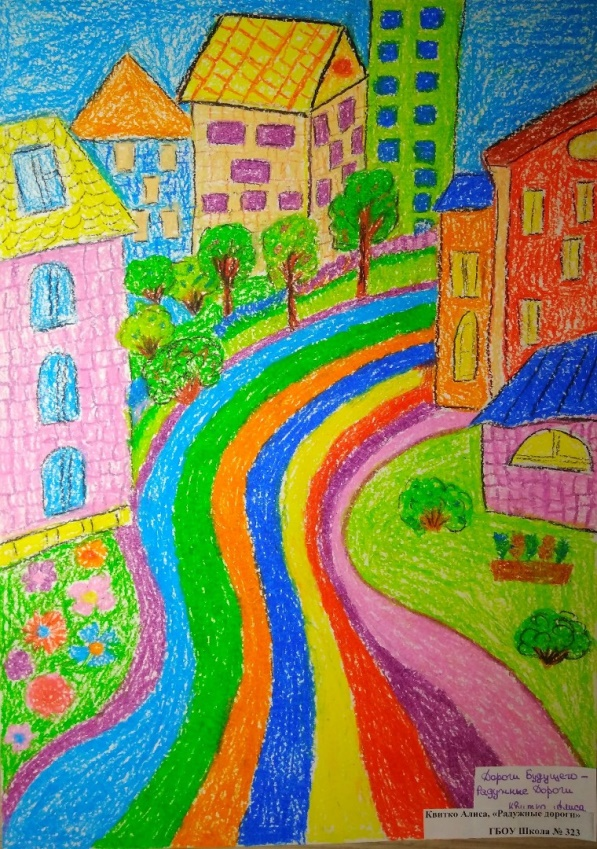 Дороги Будущего –
Радужные Дороги
Квитко Алиса
Квитко Алиса, «Радужные дороги»
ГБОУ Школа № 323